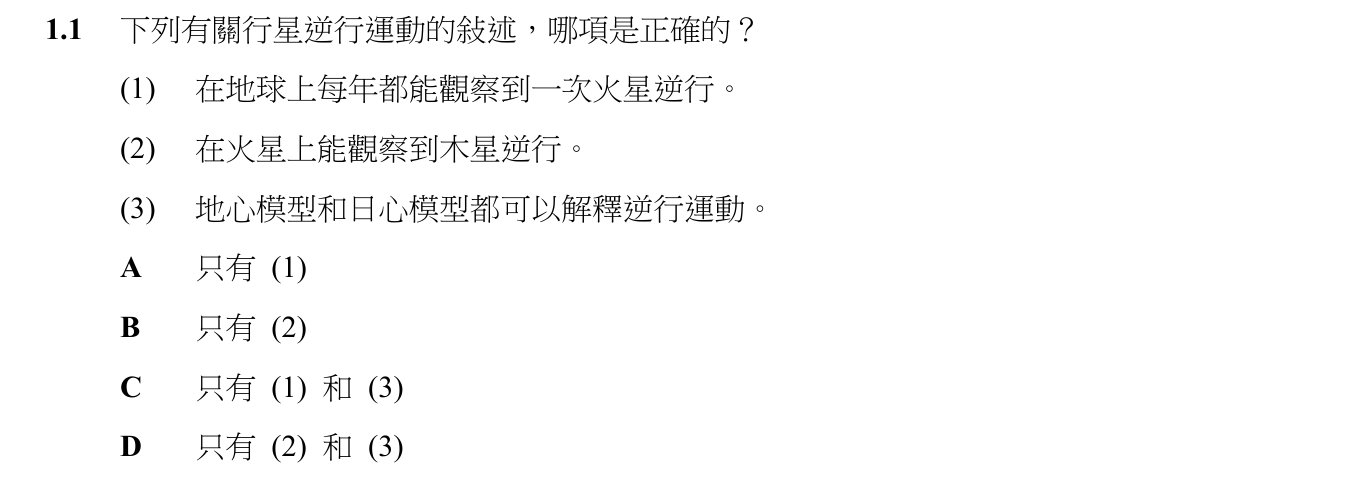 1.1 下列有關行星逆行運動的敍述，哪項是正確的？
(1) 在地球上每年都能觀察到一次火星逆行。
(2) 在火星上能觀察到木星逆行。
(3) 地心模型和日心模型都可以解釋逆行運動。
A 只有 (1)
B 只有 (2)
C 只有 (1) 和 (3)
D 只有 (2) 和 (3)